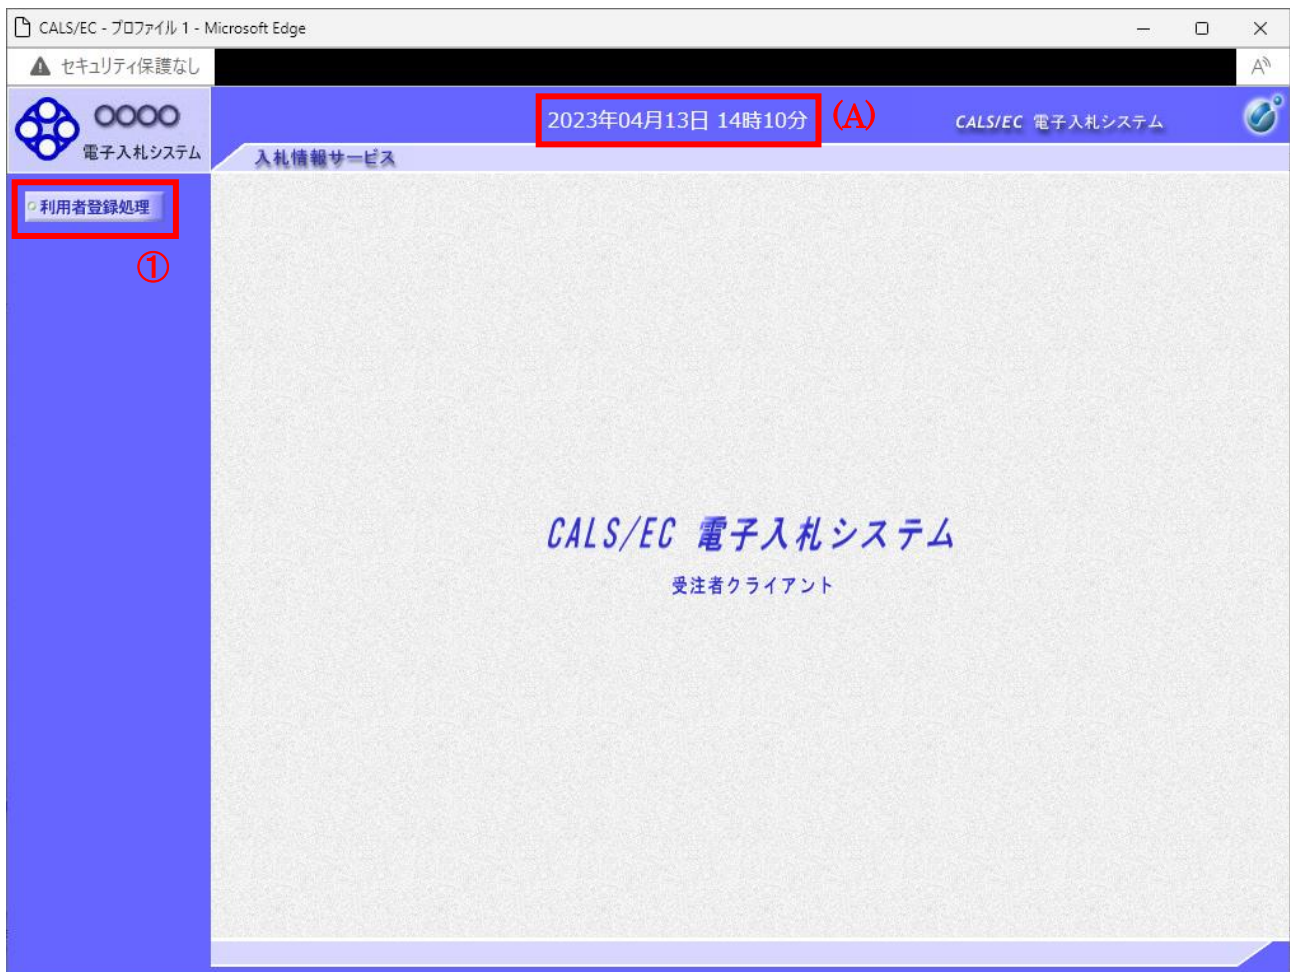 CALS/EC - プロファイル 1 - Microsoft Edge
セキュリティ保護なし
A
〇〇〇〇
電子入札システム
2023年04月13日 14時10分
(A)
CALS/EC 電子入札システム
入札情報サービス
利用者登録処理
①
CALS/EC 電子入札システム
受注者クライアント